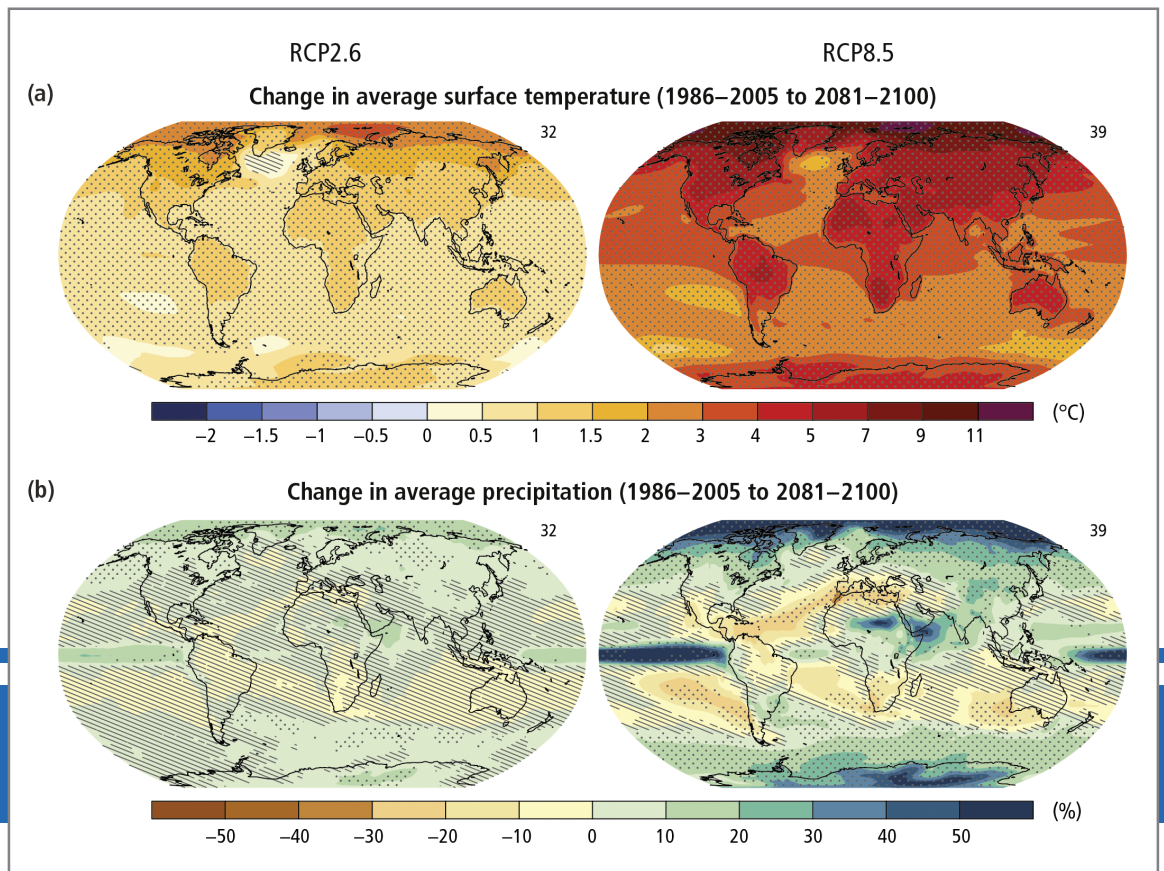 RCP2.6 RCP8.5
(a) Change in average surface temperature (1986–2005 to 2081–2100)
32 39
−2 −1.5 −1 −0.5 0 0.5 1 1.5 2 3 4 5 7 9 11 (°C)
(b) Change in average precipitation (1986–2005 to 2081–2100)
32 39
−50 −40 −30 −20 −10 0 10 20 30 40 50 (%)